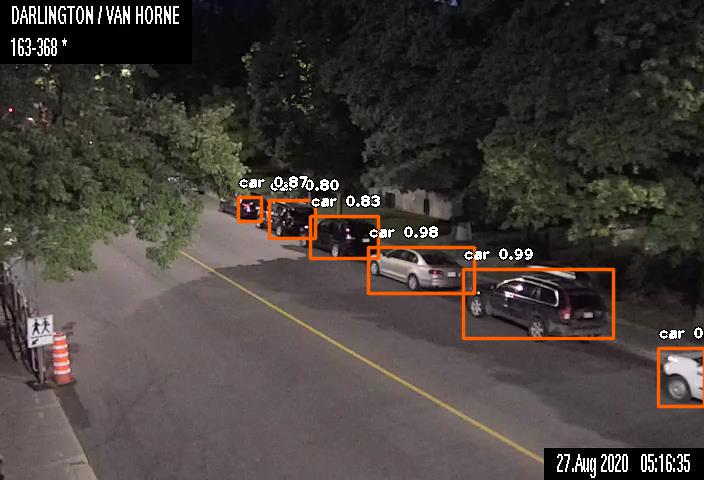 DARLINGTON / VAN HORNE
163-368 *
car 0.87
0.80
car 0.83
car 0.98
car 0.99
car 0
27.Aug 2020 05:16:35